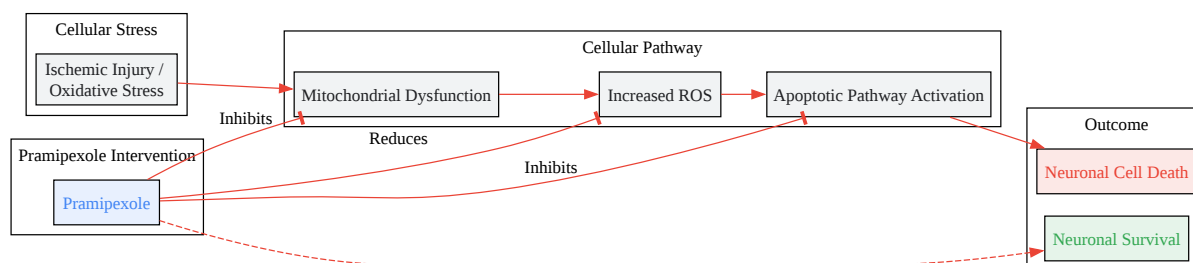 Cellular Stress
Ischemic Injury /
Oxidative Stress
Cellular Pathway
Mitochondrial Dysfunction
Increased ROS
Apoptotic Pathway Activation
Inhibits
Reduces
Inhibits
Pramipexole Intervention
Pramipexole
Outcome
Neuronal Cell Death
Neuronal Survival